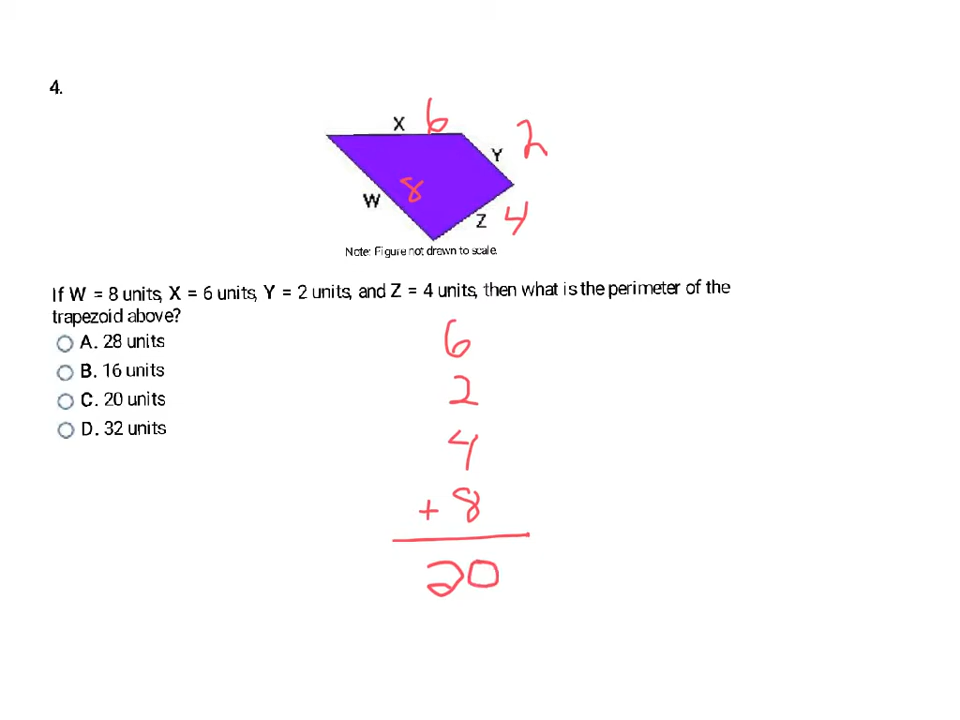 4.
X 6
Y 2
W 8
Z 4
Note: Figure not drawn to scale.
If W = 8 units, X = 6 units, Y = 2 units, and Z = 4 units, then what is the perimeter of the
trapezoid above?
A. 28 units
B. 16 units
C. 20 units
D. 32 units
6
2
4
+ 8
20